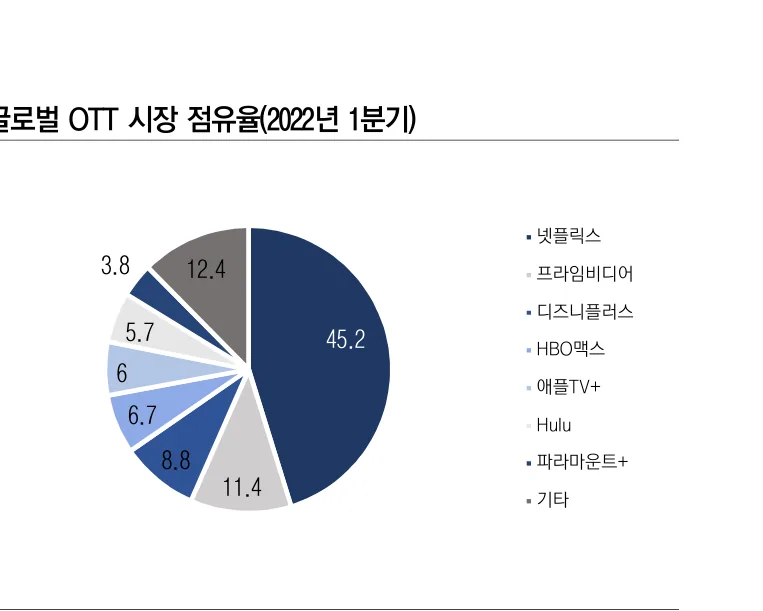 글로벌 OTT 시장 점유율(2022년 1분기)
넷플릭스
프라임비디어
디즈니플러스
HBO맥스
애플TV+
Hulu
파라마운트+
기타
45.2
11.4
8.8
6.7
6
5.7
3.8
12.4